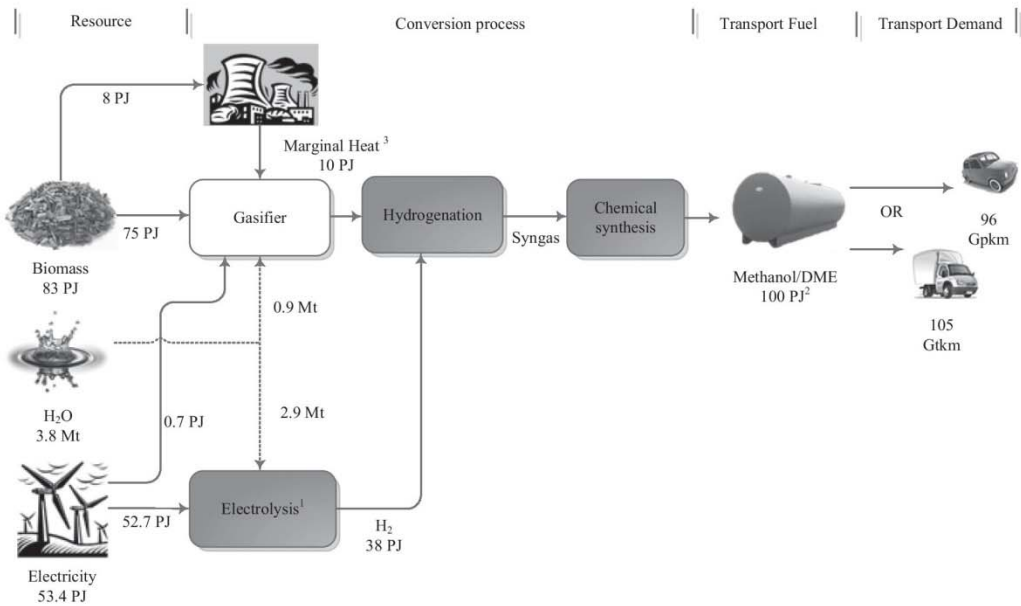 Resource
Conversion process
Transport Fuel
Transport Demand
8 PJ
Marginal Heat 3
10 PJ
Gasifier
Hydrogenation
Chemical
synthesis
75 PJ
Syngas
OR
96
Gpkm
Biomass
83 PJ
Methanol/DME
100 PJ2
0.9 Mt
105
Gtkm
H2O
3.8 Mt
0.7 PJ
2.9 Mt
Electrolysis1
52.7 PJ
H2
38 PJ
Electricity
53.4 PJ